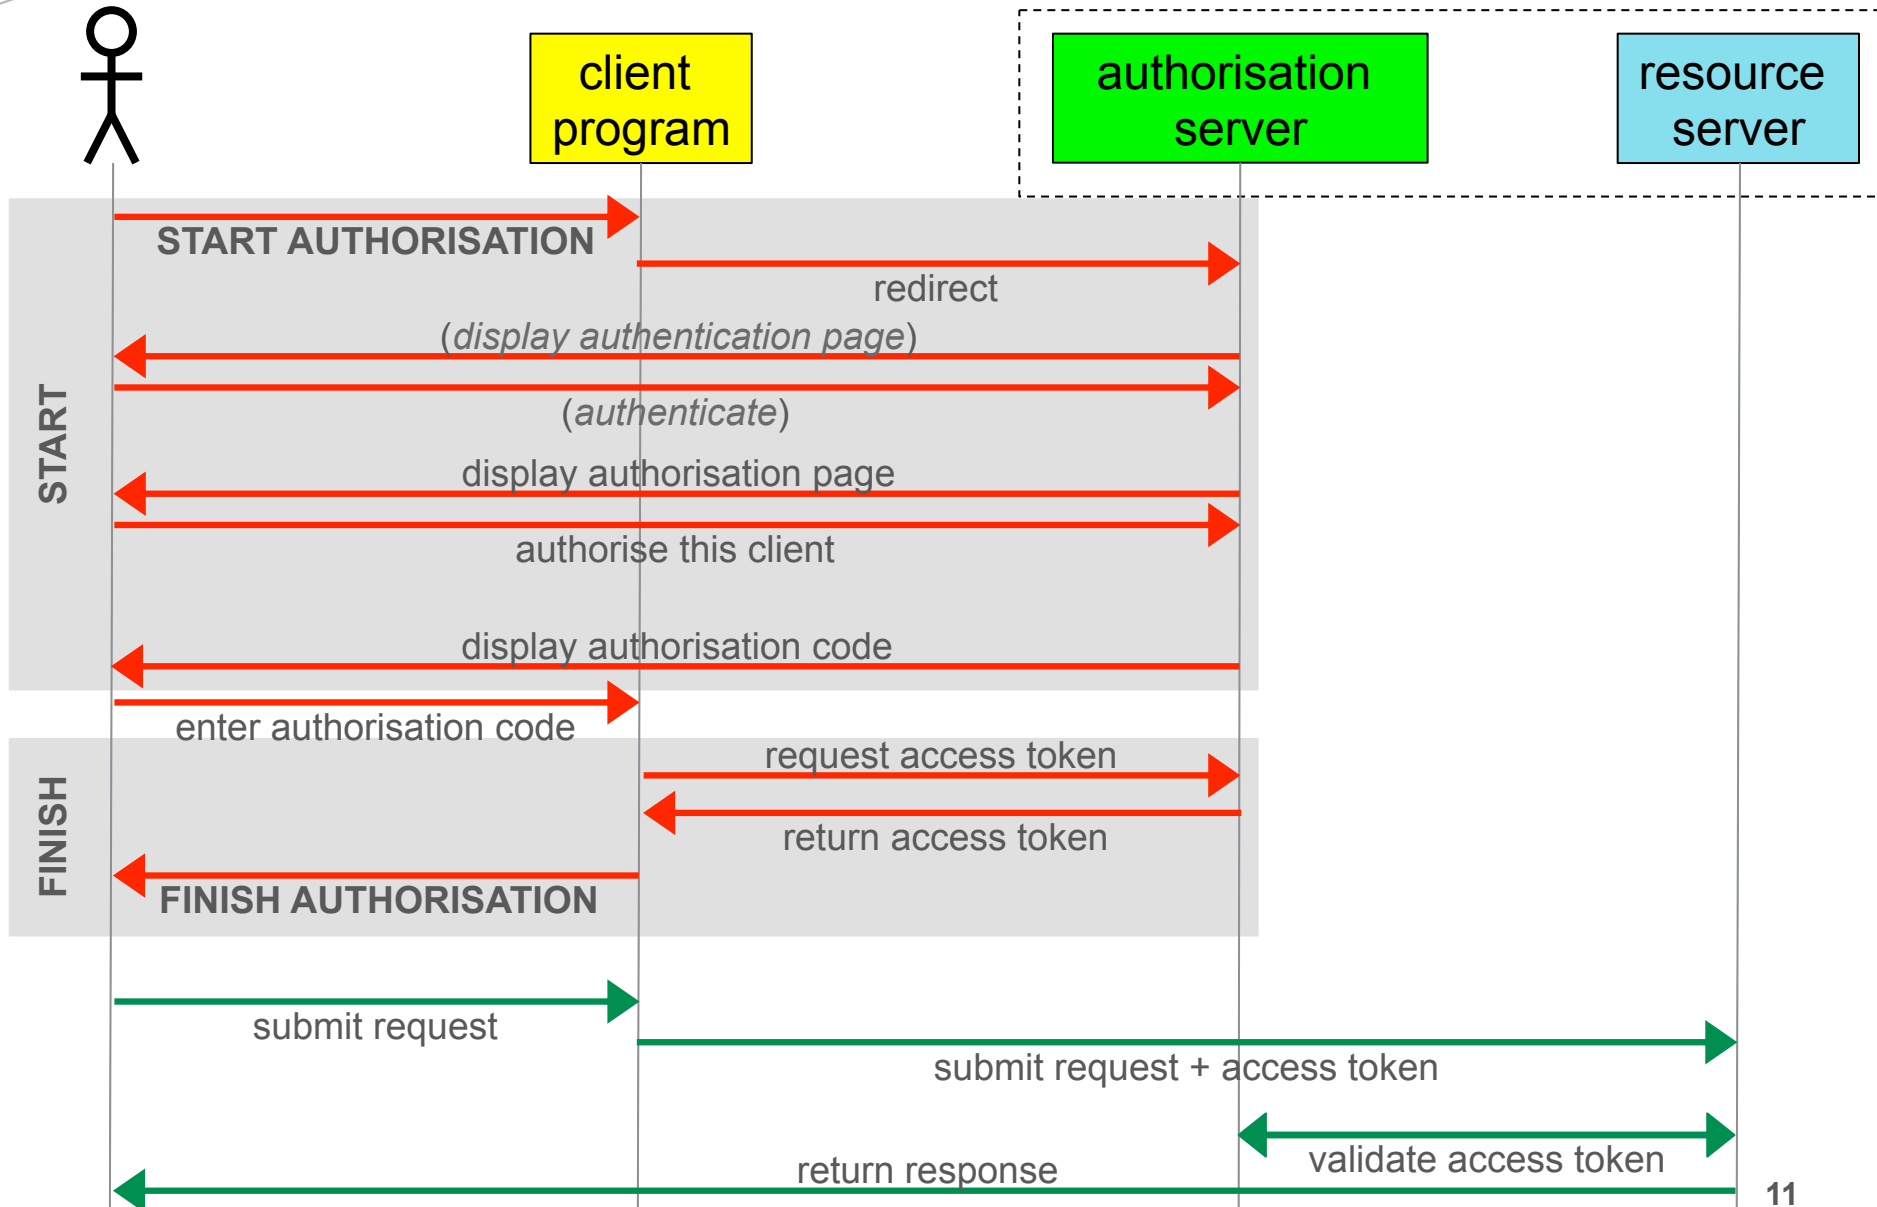 client
program
authorisation
server
resource
server
START AUTHORISATION
redirect
(display authentication page)
(authenticate)
START
display authorisation page
authorise this client
display authorisation code
enter authorisation code
request access token
return access token
FINISH
FINISH AUTHORISATION
submit request
submit request + access token
validate access token
return response
11